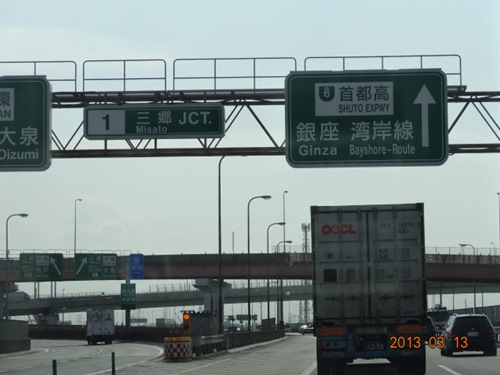 環
大泉
Oizumi
1 三郷 JCT.
Misato
6 首都高
SHUTO EXPWY
銀座 湾岸線
Ginza Bayshore-Route
OOCL
2013-03-13